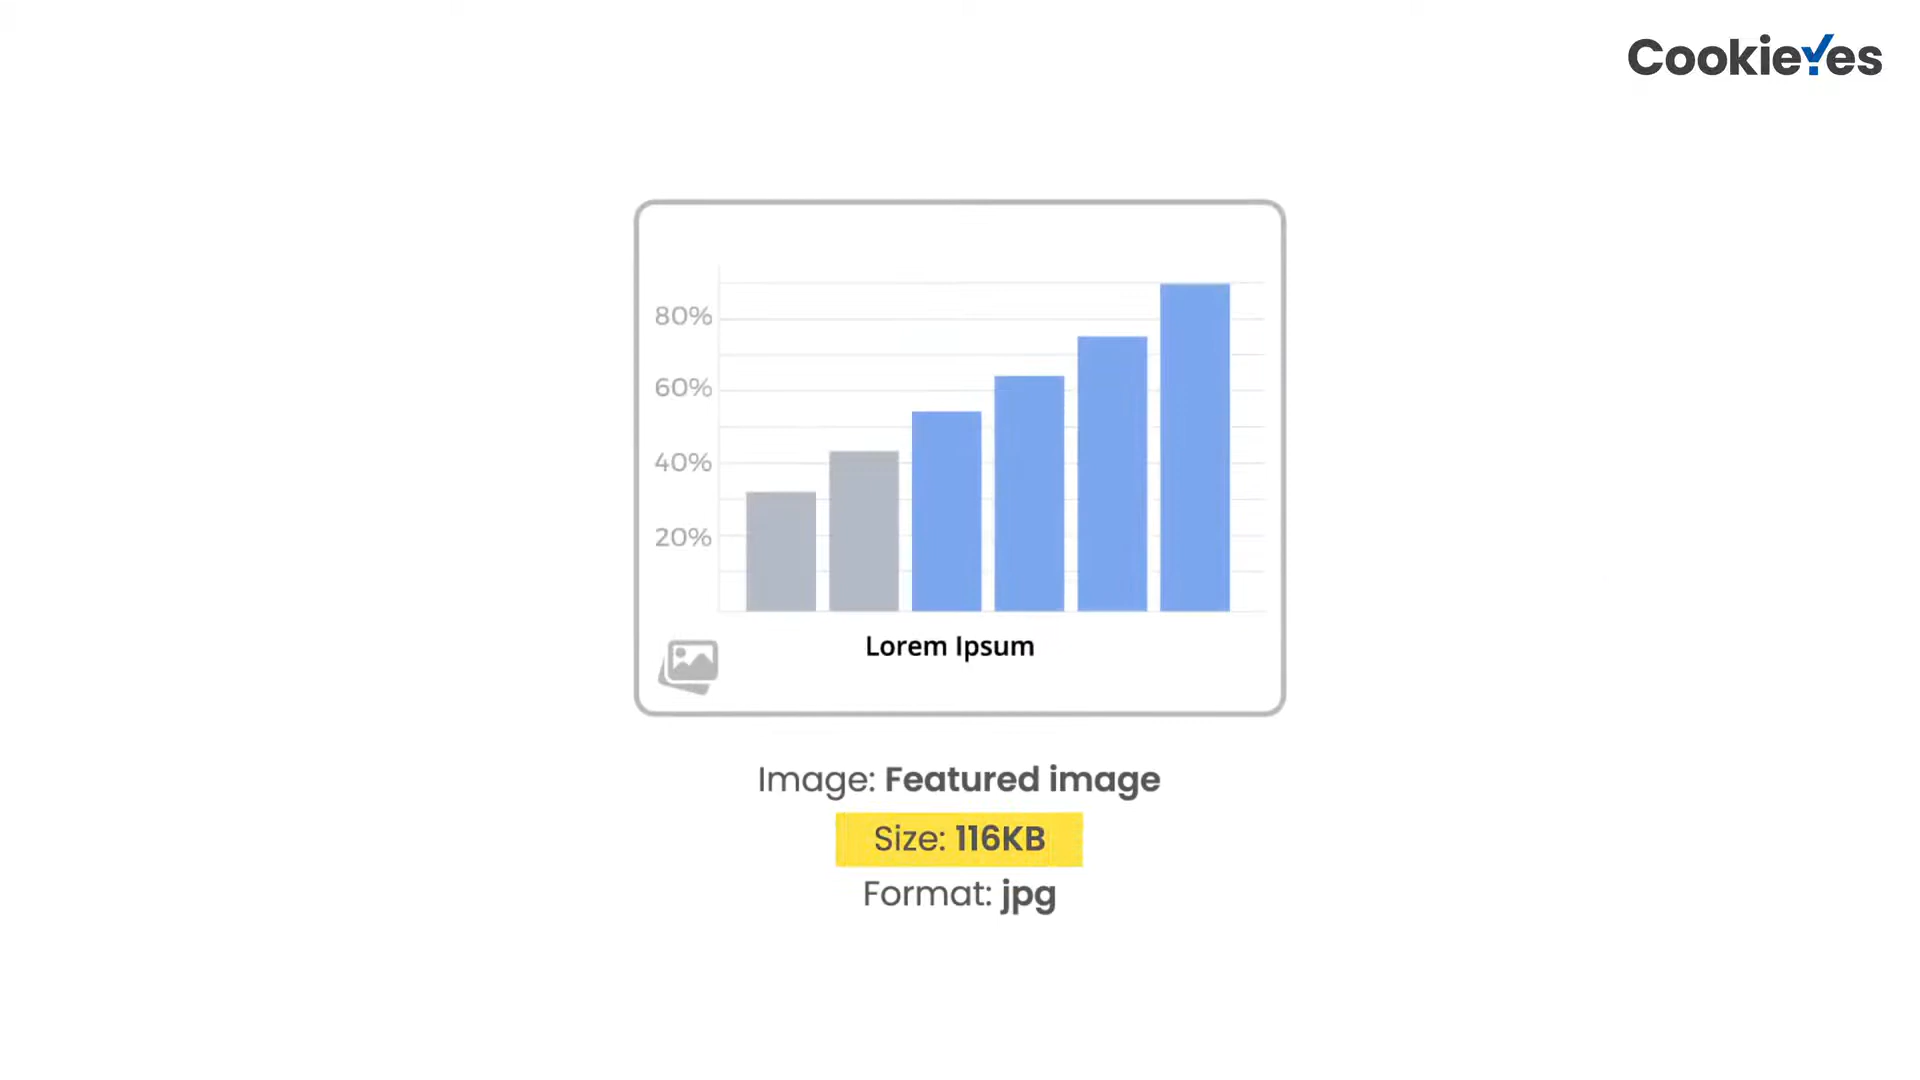 CookieYes
80%
60%
40%
20%
Lorem Ipsum
Image: Featured image
Size: 116KB
Format: jpg